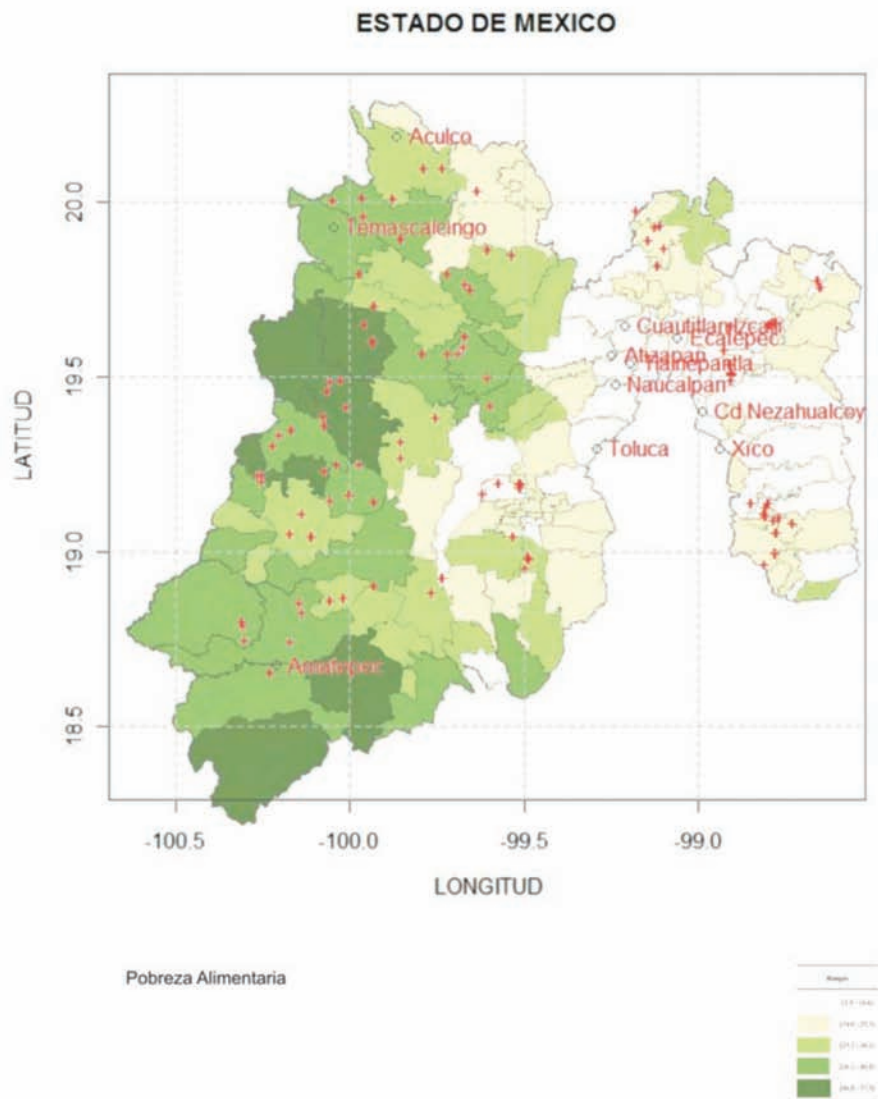 ESTADO DE MEXICO
Aculco
Temascalcingo
Cuautitlan Izcalli
Ecatepec
Atizapan
Tlalnepantla
Naucalpan
Cd Nezahualcoy
Toluca
Xico
Amatepec
LATITUD
20.0
19.5
19.0
18.5
-100.5
-100.0
-99.5
-99.0
LONGITUD
Pobreza Alimentaria